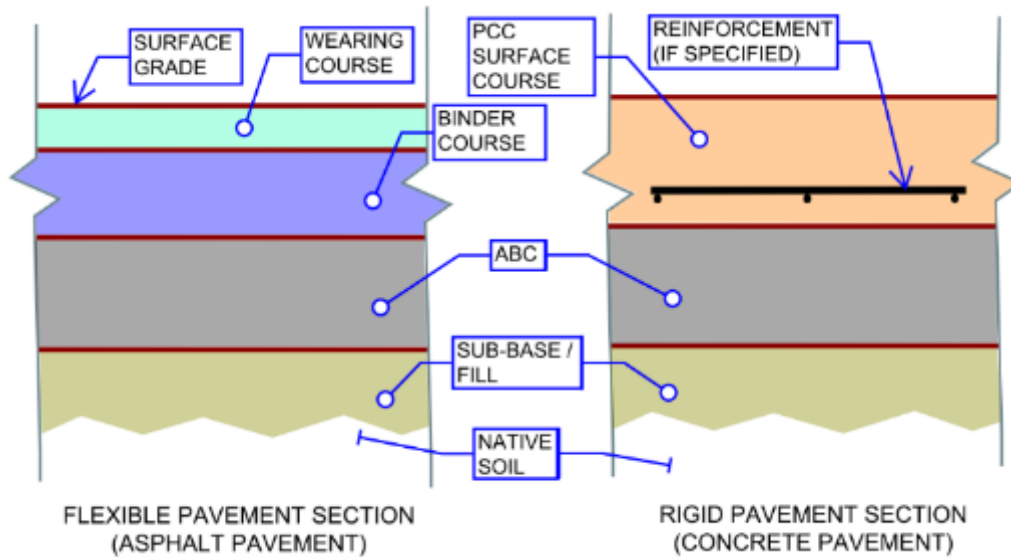 SURFACE
GRADE
WEARING
COURSE
PCC
SURFACE
COURSE
REINFORCEMENT
(IF SPECIFIED)
BINDER
COURSE
ABC
SUB-BASE /
FILL
NATIVE
SOIL
FLEXIBLE PAVEMENT SECTION
(ASPHALT PAVEMENT)
RIGID PAVEMENT SECTION
(CONCRETE PAVEMENT)